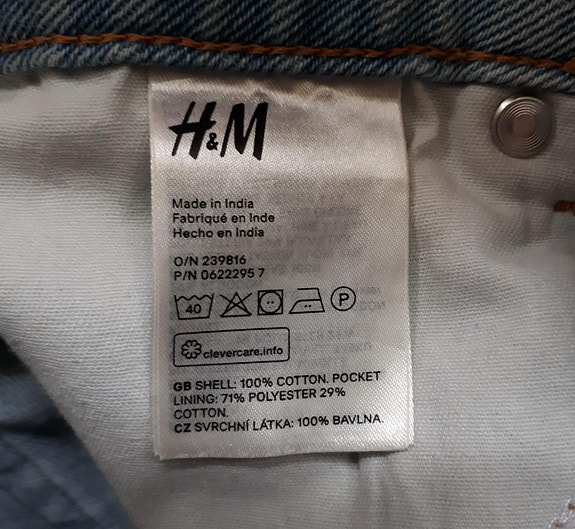 H&M
Made in India
Fabriqué en Inde
Hecho en India
O/N 239816
P/N 0622295 7
40 P
clevercare.info
GB SHELL: 100% COTTON. POCKET
LINING: 71% POLYESTER 29%
COTTON.
CZ SVRCHNÍ LÁTKA: 100% BAVLNA.